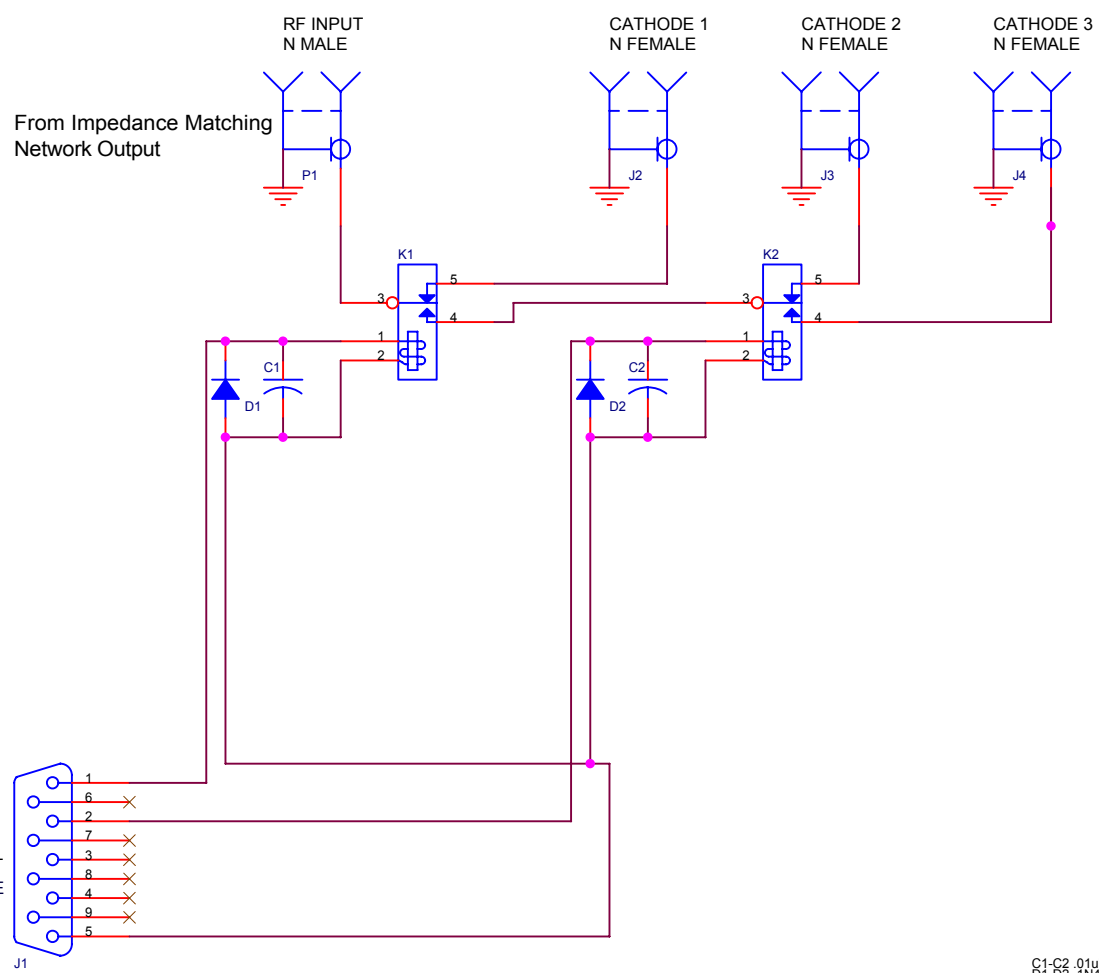 RF INPUT
N MALE
CATHODE 1
N FEMALE
CATHODE 2
N FEMALE
CATHODE 3
N FEMALE
From Impedance Matching
Network Output
P1
J2
J3
J4
K1
5
3
4
1
2
K2
5
3
4
1
2
C1
D1
C2
D2
1
6
2
7
3
8
4
9
5
J1
C1-C2 .01u